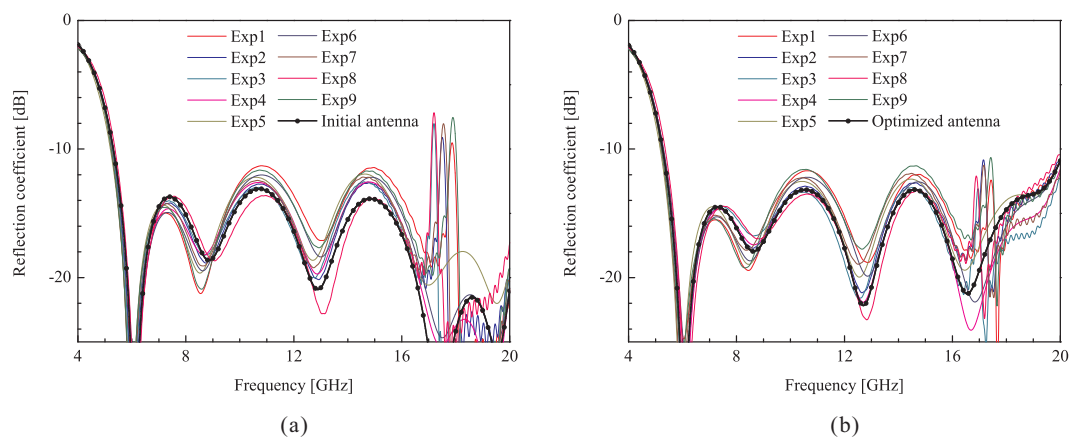 0
-10
-20
Reflection coefficient [dB]
Exp1
Exp2
Exp3
Exp4
Exp5
Exp6
Exp7
Exp8
Exp9
Initial antenna
4
8
12
16
20
Frequency [GHz]
(a)
0
-10
-20
Reflection coefficient [dB]
Exp1
Exp2
Exp3
Exp4
Exp5
Exp6
Exp7
Exp8
Exp9
Optimized antenna
4
8
12
16
20
Frequency [GHz]
(b)